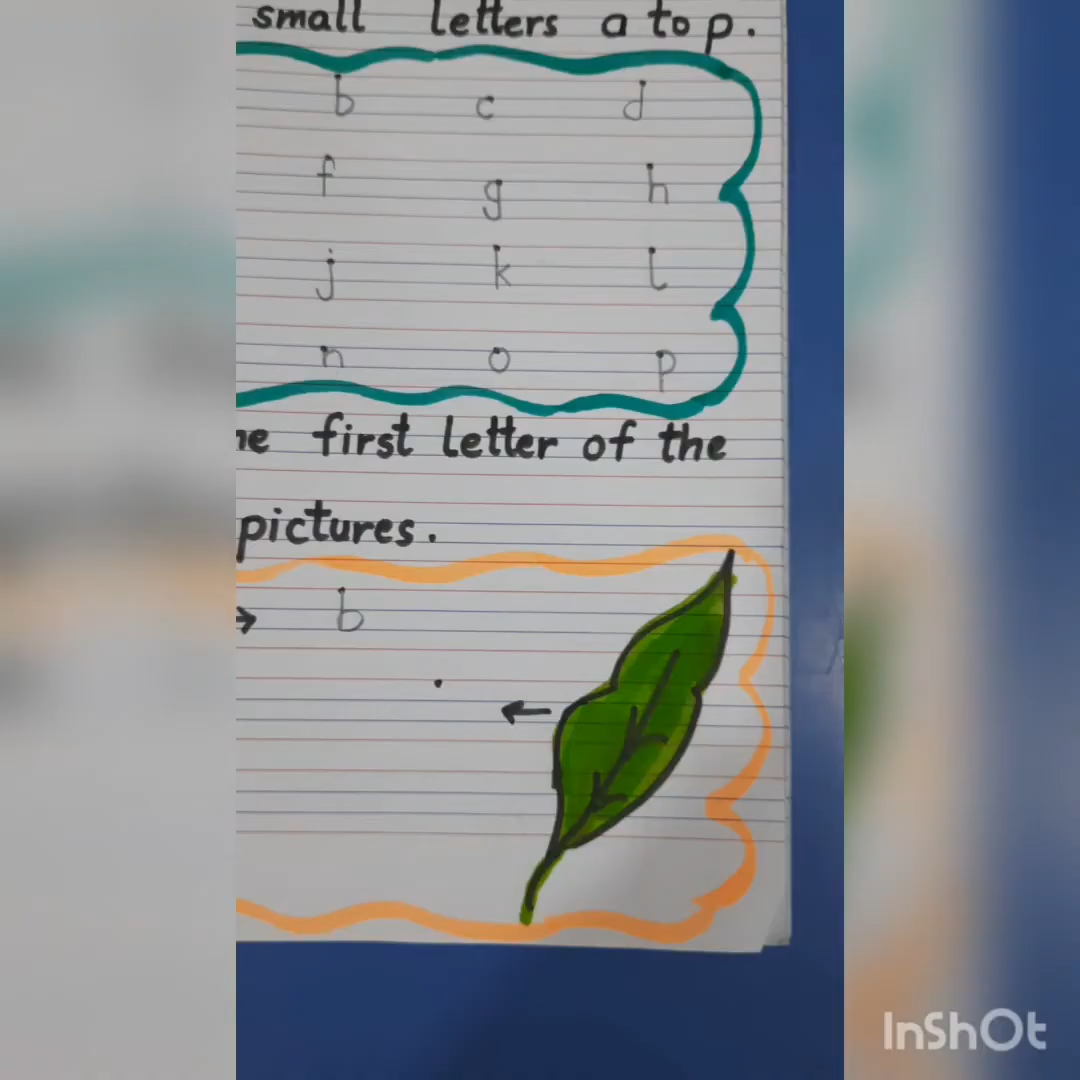 small letters a to p.
b c d
f g h
j k l
n o p
first letter of the
pictures.
b
InShOt